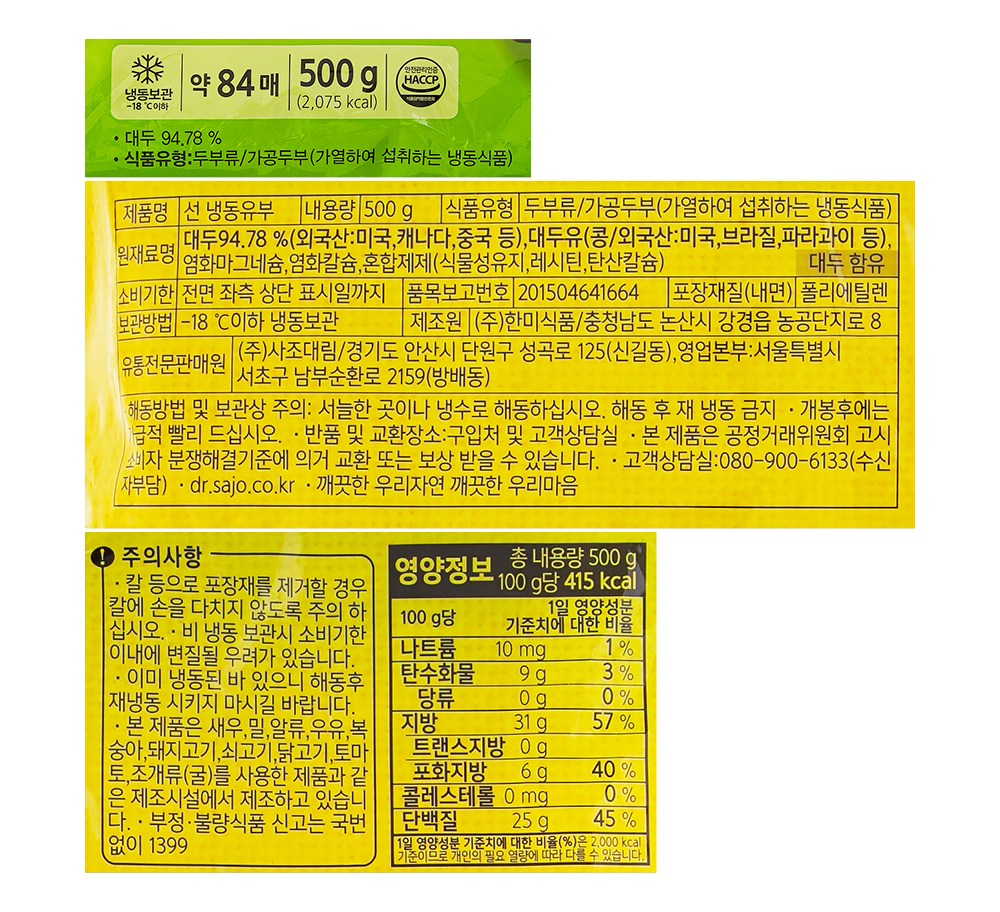 냉동보관
-18 ℃이하
약 84매
500 g
(2,075 kcal)
안전관리인증
HACCP
식품의약품안전처
• 대두 94.78 %
• 식품유형:두부류/가공두부(가열하여 섭취하는 냉동식품)
제품명 선 냉동유부 내용량 500 g 식품유형 두부류/가공두부(가열하여 섭취하는 냉동식품)
원재료명 대두94.78 %(외국산:미국,캐나다,중국 등),대두유(콩/외국산:미국,브라질,파라과이 등),
염화마그네슘,염화칼슘,혼합제제(식물성유지,레시틴,탄산칼슘) 대두 함유
소비기한 전면 좌측 상단 표시일까지 품목보고번호 201504641664 포장재질(내면) 폴리에틸렌
보관방법 -18 ℃이하 냉동보관 제조원 (주)한미식품/충청남도 논산시 강경읍 농공단지로 8
유통전문판매원 (주)사조대림/경기도 안산시 단원구 성곡로 125(신길동),영업본부:서울특별시
서초구 남부순환로 2159(방배동)
·해동방법 및 보관상 주의: 서늘한 곳이나 냉수로 해동하십시오. 해동 후 재 냉동 금지 · 개봉후에는
급적 빨리 드십시오. · 반품 및 교환장소:구입처 및 고객상담실 · 본 제품은 공정거래위원회 고시
소비자 분쟁해결기준에 의거 교환 또는 보상 받을 수 있습니다. · 고객상담실:080-900-6133(수신
자부담) · dr.sajo.co.kr · 깨끗한 우리자연 깨끗한 우리마음
! 주의사항
· 칼 등으로 포장재를 제거할 경우
칼에 손을 다치지 않도록 주의 하
십시오. · 비 냉동 보관시 소비기한
이내에 변질될 우려가 있습니다.
· 이미 냉동된 바 있으니 해동후
재냉동 시키지 마시길 바랍니다.
· 본 제품은 새우,밀,알류,우유,복
숭아,돼지고기,쇠고기,닭고기,토마
토,조개류(굴)를 사용한 제품과 같
은 제조시설에서 제조하고 있습니
다. · 부정·불량식품 신고는 국번
없이 1399
영양정보 총 내용량 500 g
100 g당 415 kcal
100 g당 1일 영양성분
기준치에 대한 비율
나트륨 10 mg 1 %
탄수화물 9 g 3 %
당류 0 g 0 %
지방 31 g 57 %
트랜스지방 0 g
포화지방 6 g 40 %
콜레스테롤 0 mg 0 %
단백질 25 g 45 %
1일 영양성분 기준치에 대한 비율(%)은 2,000 kcal
기준이므로 개인의 필요 열량에 따라 다를 수 있습니다.